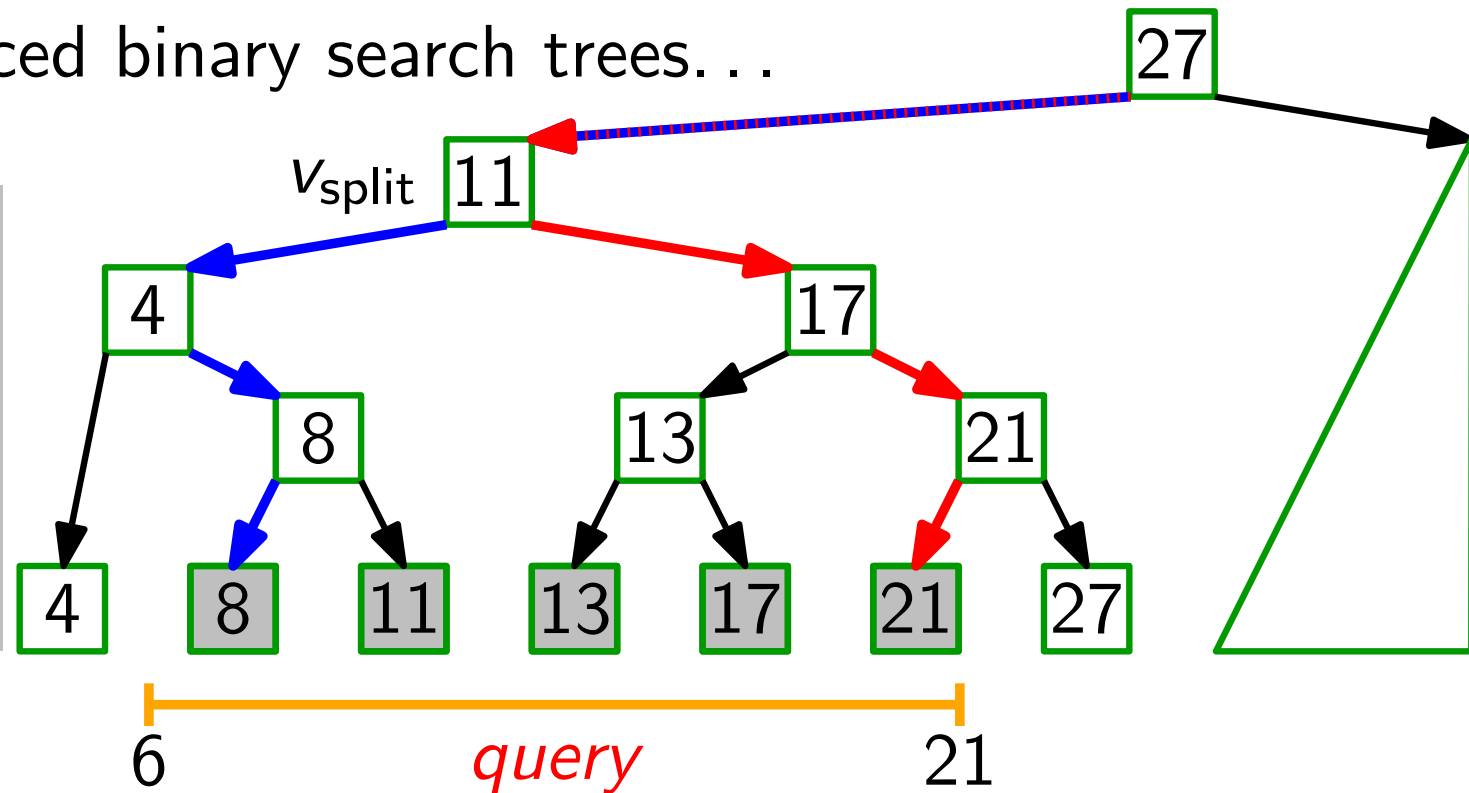 ced binary search trees...
27
v_split 11
4 17
8 13 21
4 8 11 13 17 21 27
6 query 21